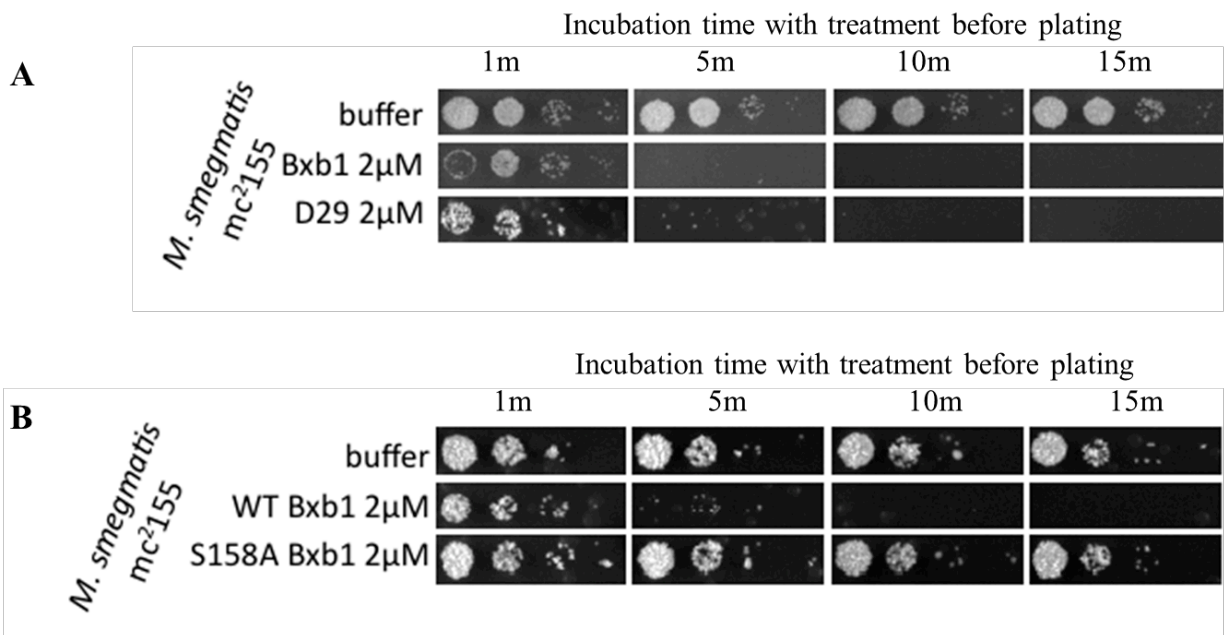 Incubation time with treatment before plating
A
1m 5m 10m 15m
M. smegmatis
mc²155
buffer
Bxb1 2µM
D29 2µM
Incubation time with treatment before plating
B
1m 5m 10m 15m
M. smegmatis
mc²155
buffer
WT Bxb1 2µM
S158A Bxb1 2µM